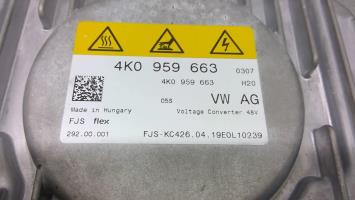 4K0 959 663 0307
4K0 959 663 H20
05S VW AG
Made in Hungary Voltage Converter 48V
FJS flex
292.00.001 FJS-KC426.04.19E0L10239